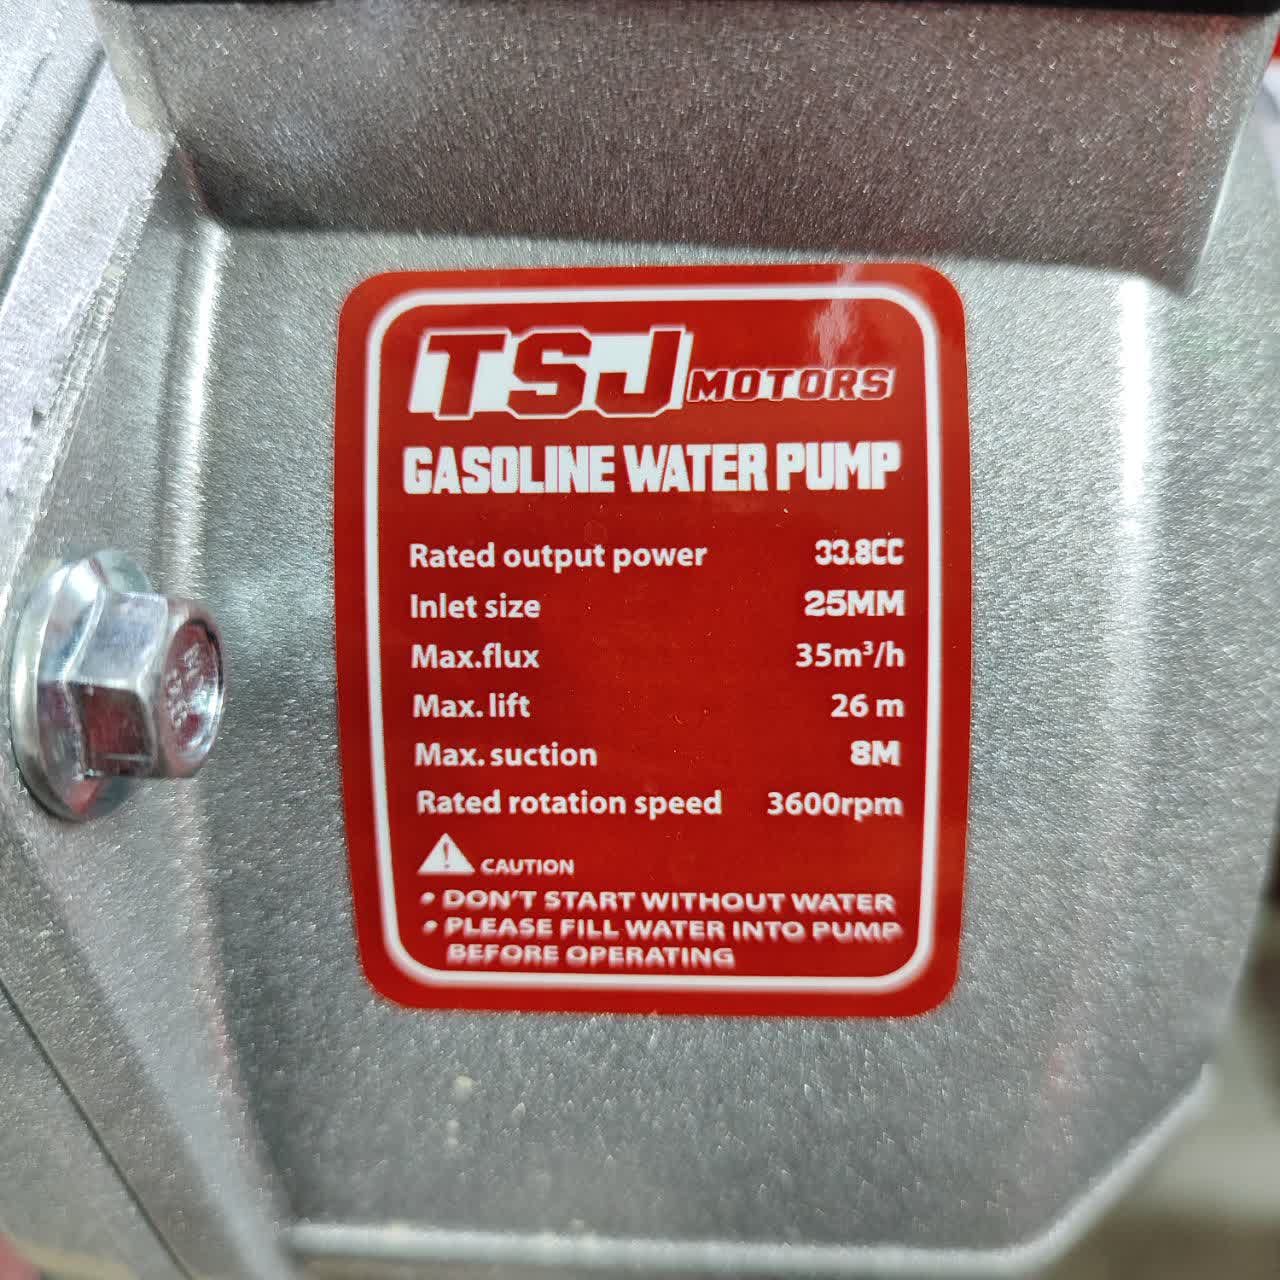 TSJ MOTORS
GASOLINE WATER PUMP
Rated output power 33.8CC
Inlet size 25MM
Max.flux 35m³/h
Max. lift 26 m
Max. suction 8M
Rated rotation speed 3600rpm
CAUTION
• DON'T START WITHOUT WATER
• PLEASE FILL WATER INTO PUMP
BEFORE OPERATING